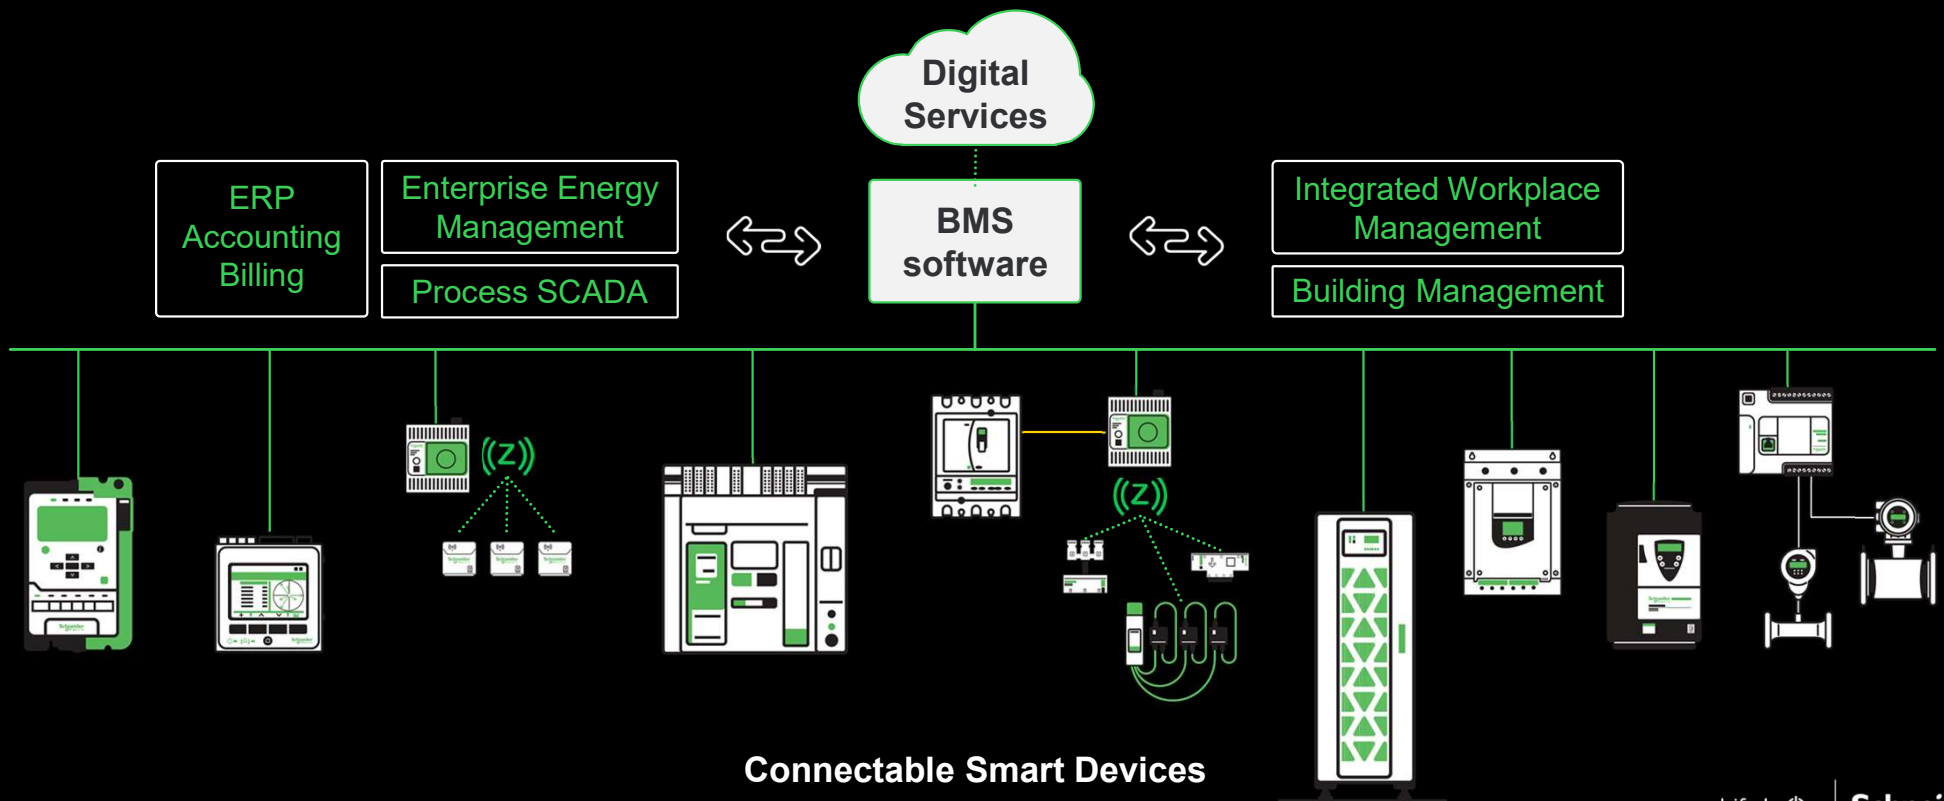 Digital
Services
ERP
Accounting
Billing
Enterprise Energy
Management
Process SCADA
BMS
software
Integrated Workplace
Management
Building Management
Z
Z
Connectable Smart Devices